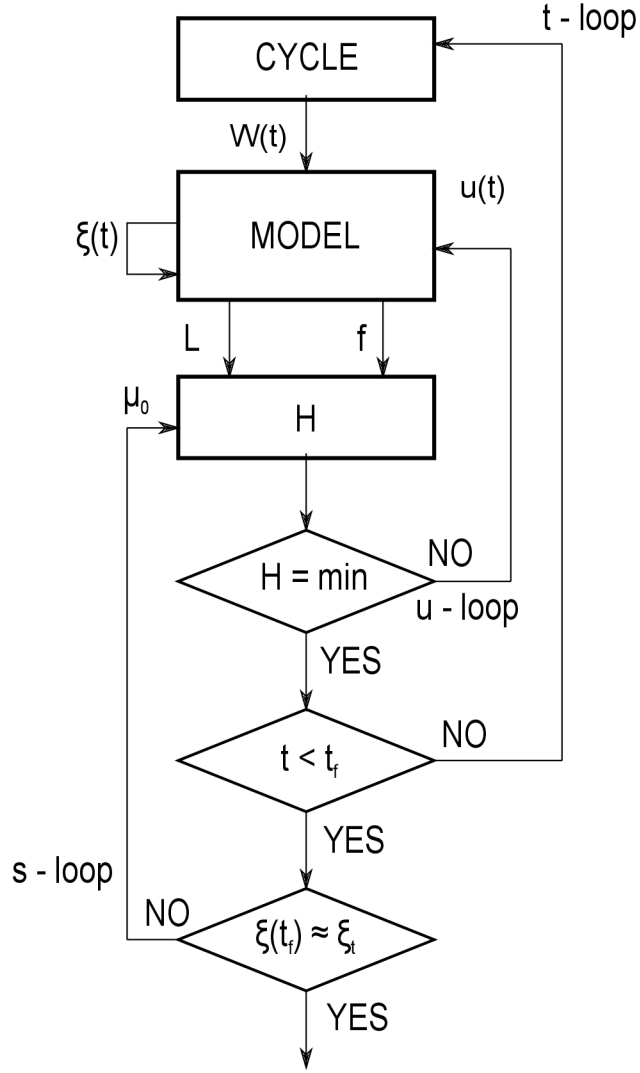 t - loop
CYCLE
W(t)
u(t)
ξ(t)
MODEL
L
f
μ₀
H
NO
H = min
u - loop
YES
NO
t < t_f
YES
s - loop
NO
ξ(t_f) ≈ ξ_t
YES